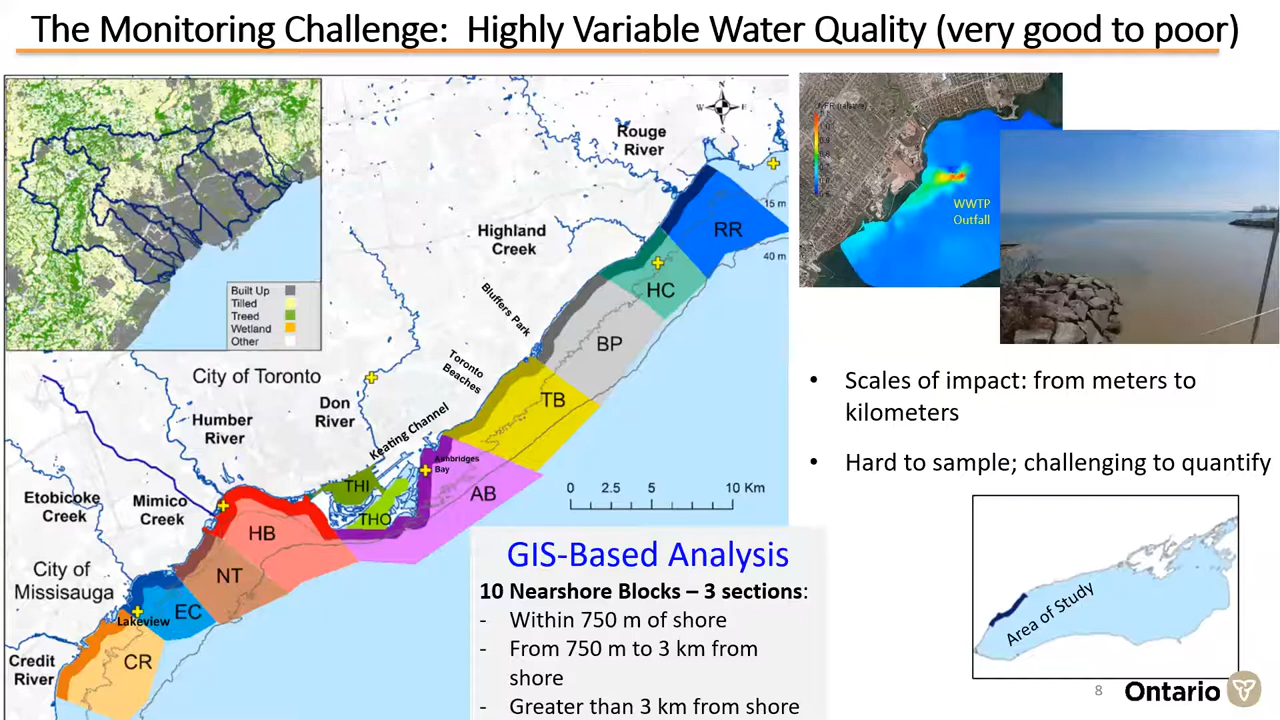 The Monitoring Challenge: Highly Variable Water Quality (very good to poor)
Built Up
Tilled
Treed
Wetland
Other
N
W
E
S
Rouge
River
15 m
40 m
RR
Highland
Creek
HC
Bluffers Park
BP
Toronto
Beaches
TB
City of Toronto
Don
River
Humber
River
Keating Channel
Ashbridges
Bay
AB
THI
THO
Etobicoke
Creek
Mimico
Creek
HB
NT
City of
Mississauga
EC
Lakeview
CR
Credit
River
0 2.5 5 10 Km
GIS-Based Analysis
10 Nearshore Blocks – 3 sections:
- Within 750 m of shore
- From 750 m to 3 km from
shore
- Greater than 3 km from shore
WWTP
Outfall
• Scales of impact: from meters to
kilometers
• Hard to sample; challenging to quantify
Area of Study
8
Ontario